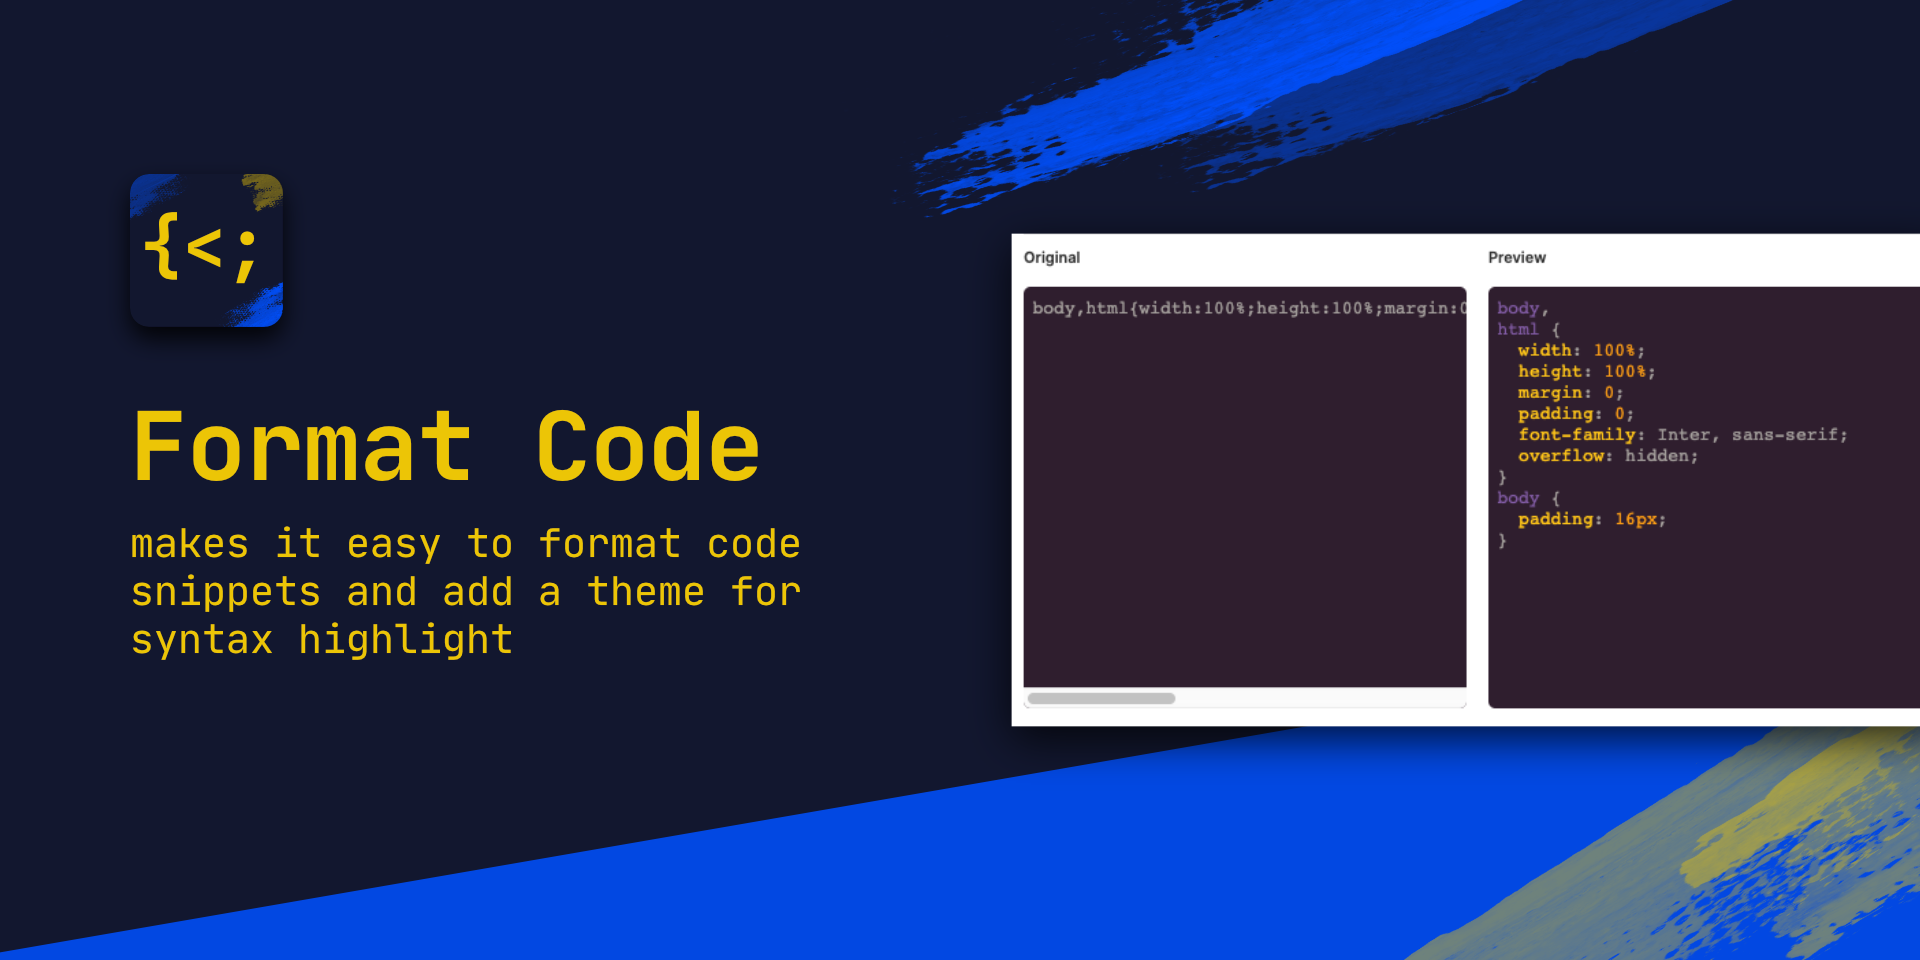 {<;
Format Code
makes it easy to format code
snippets and add a theme for
syntax highlight
Original
body,html{width:100%;height:100%;margin:0
Preview
body,
html {
  width: 100%;
  height: 100%;
  margin: 0;
  padding: 0;
  font-family: Inter, sans-serif;
  overflow: hidden;
}
body {
  padding: 16px;
}